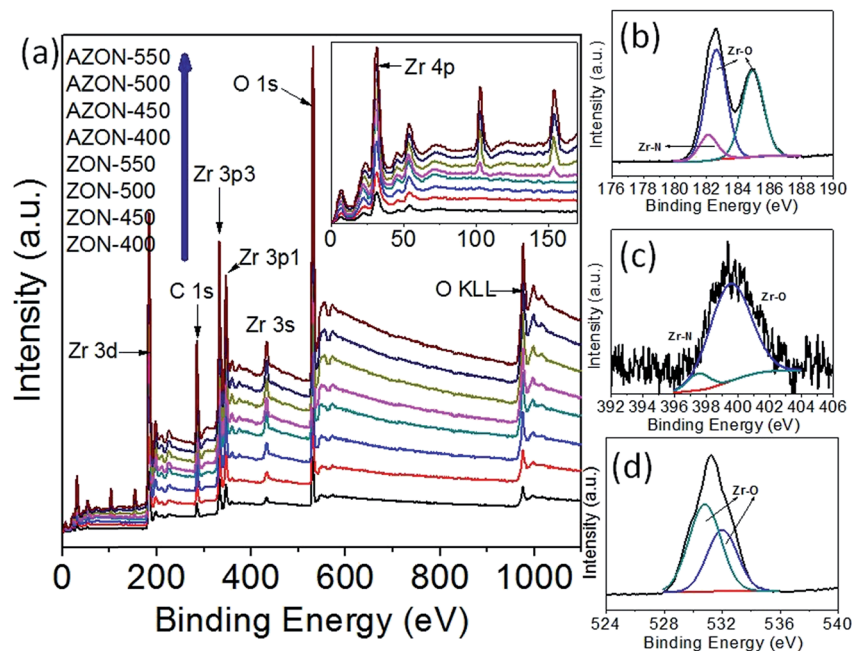 (a)
AZON-550
AZON-500
AZON-450
AZON-400
ZON-550
ZON-500
ZON-450
ZON-400
Zr 3d
C 1s
Zr 3p3
Zr 3p1
Zr 3s
O 1s
O KLL
Zr 4p
0 50 100 150
Intensity (a.u.)
0 200 400 600 800 1000
Binding Energy (eV)
(b)
Zr-O
Zr-N
Intensity (a.u.)
176 178 180 182 184 186 188 190
Binding Energy (eV)
(c)
Zr-O
Zr-N
Intensity (a.u.)
392 394 396 398 400 402 404 406
Binding Energy (eV)
(d)
Zr-O
Intensity (a.u.)
524 528 532 536 540
Binding Energy (eV)